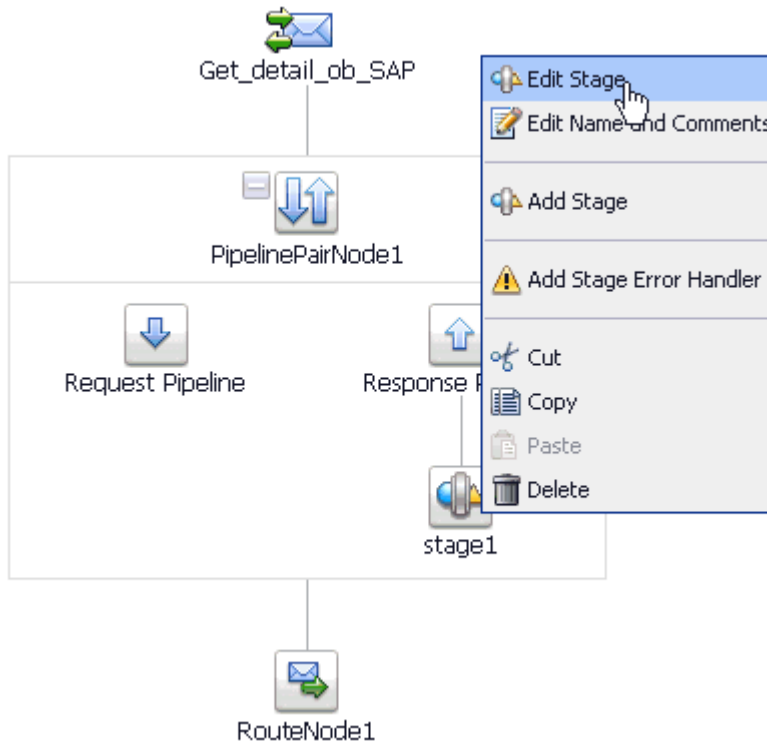 Get_detail_ob_SAP
Edit Stage
Edit Name and Comments
Add Stage
PipelinePairNode1
Add Stage Error Handler
Request Pipeline
Response
Cut
Copy
Paste
Delete
stage1
RouteNode1